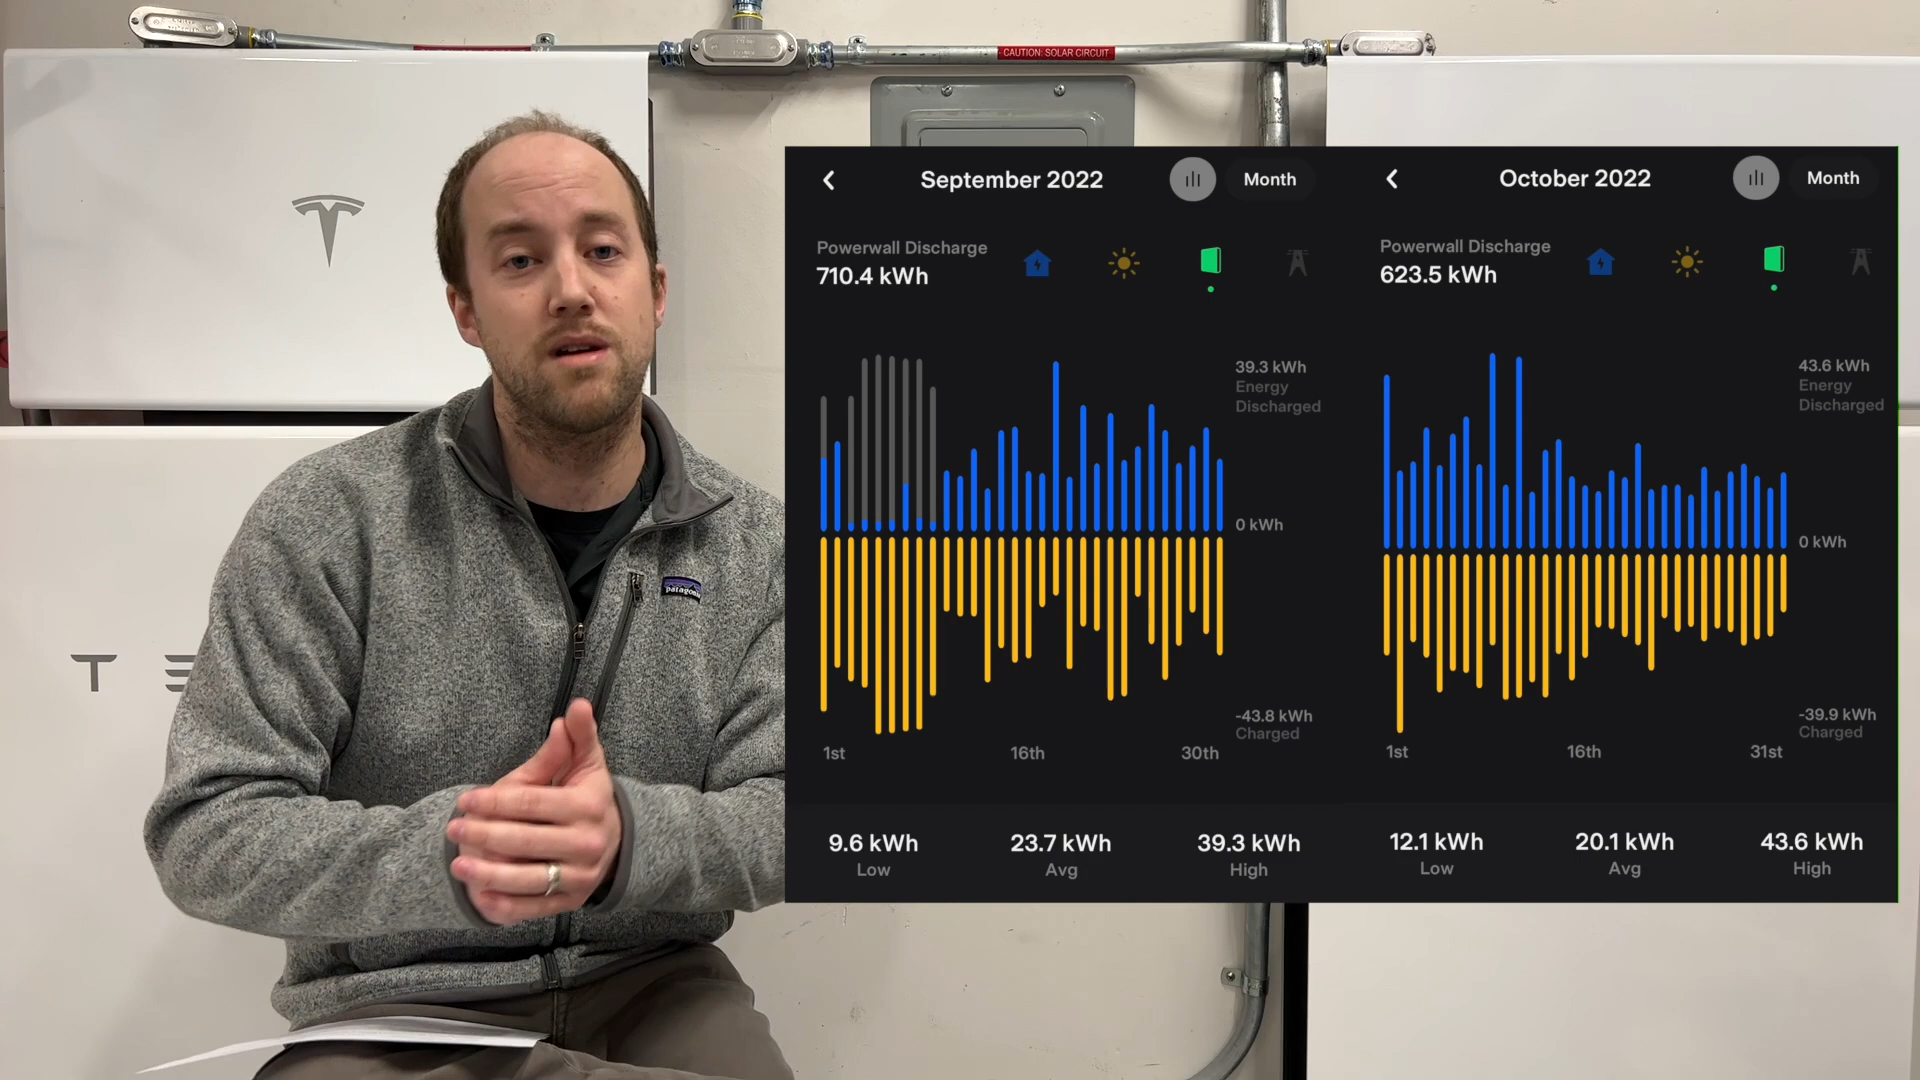 CAUTION: SOLAR CIRCUIT
T
patagonia
September 2022
Month
Powerwall Discharge
710.4 kWh
39.3 kWh
Energy
Discharged
0 kWh
-43.8 kWh
Charged
1st
16th
30th
9.6 kWh
Low
23.7 kWh
Avg
39.3 kWh
High
October 2022
Month
Powerwall Discharge
623.5 kWh
43.6 kWh
Energy
Discharged
0 kWh
-39.9 kWh
Charged
1st
16th
31st
12.1 kWh
Low
20.1 kWh
Avg
43.6 kWh
High